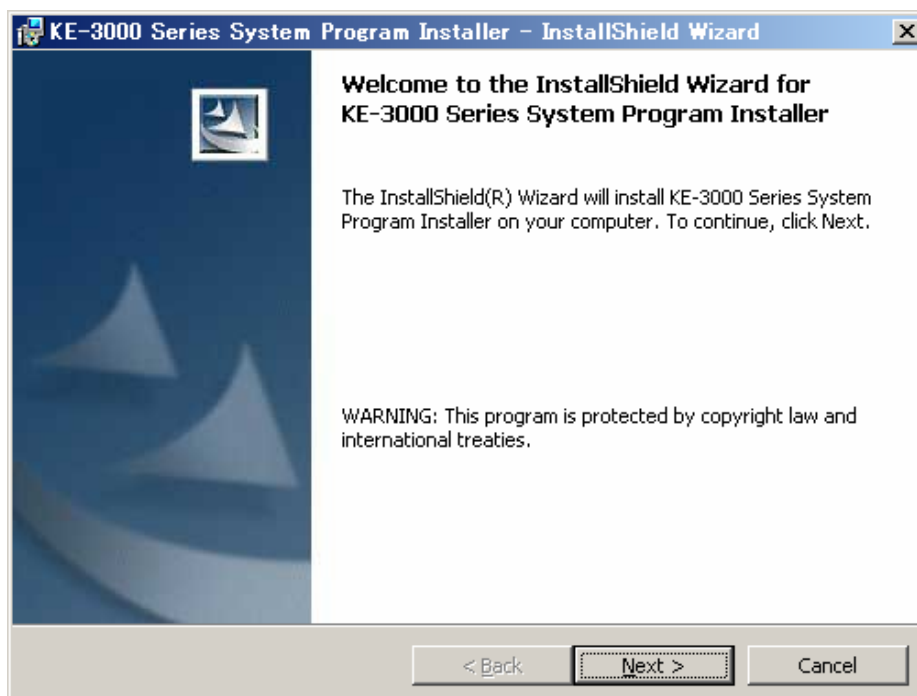 KE-3000 Series System Program Installer - InstallShield Wizard
Welcome to the InstallShield Wizard for
KE-3000 Series System Program Installer
The InstallShield(R) Wizard will install KE-3000 Series System
Program Installer on your computer. To continue, click Next.
WARNING: This program is protected by copyright law and
international treaties.
< Back
Next >
Cancel